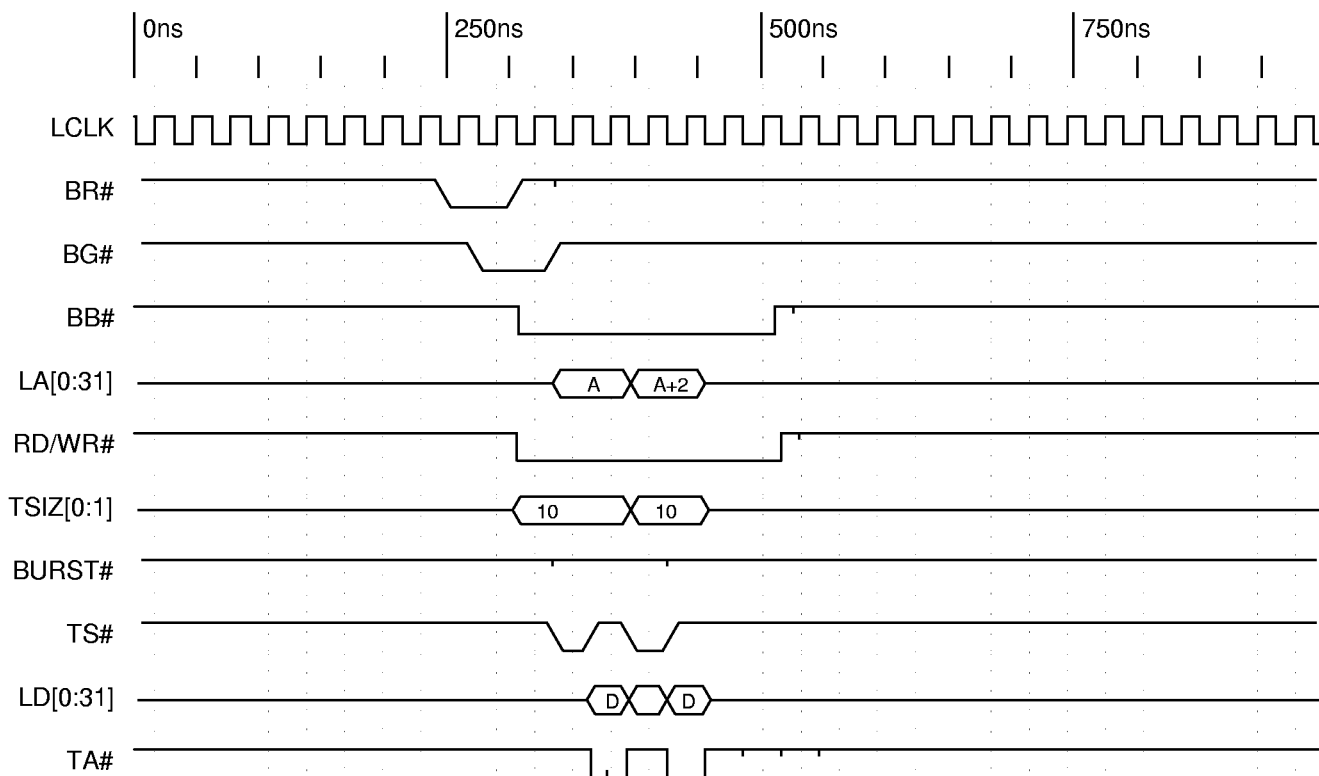 0ns 250ns 500ns 750ns
LCLK
BR#
BG#
BB#
LA[0:31] A A+2
RD/WR#
TSIZ[0:1] 10 10
BURST#
TS#
LD[0:31] D D
TA#